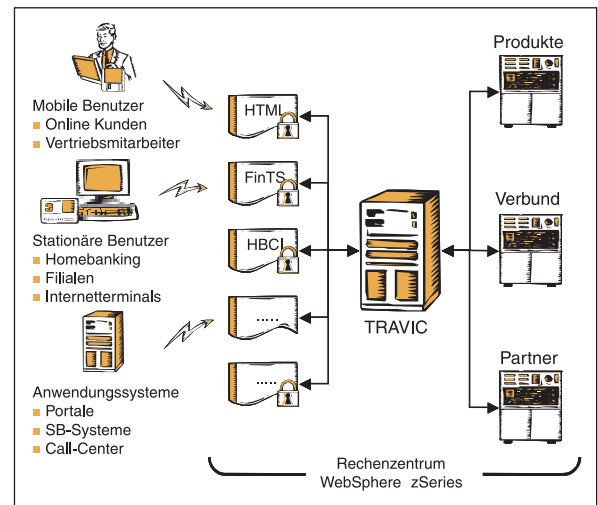 Mobile Benutzer
Online Kunden
Vertriebsmitarbeiter
Stationäre Benutzer
Homebanking
Filialen
Internetterminals
Anwendungssysteme
Portale
SB-Systeme
Call-Center
HTML
FinTS
HBCI
.....
.....
TRAVIC
Produkte
Verbund
Partner
Rechenzentrum
WebSphere zSeries